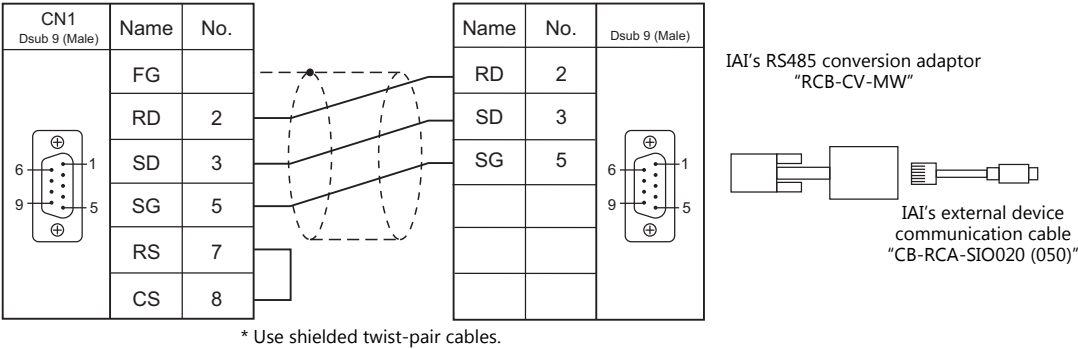 CN1
Dsub 9 (Male)
Name No.
FG
RD 2
SD 3
SG 5
RS 7
CS 8
6 1
9 5
Name No.
Dsub 9 (Male)
RD 2
SD 3
SG 5
6 1
9 5
IAI's RS485 conversion adaptor
"RCB-CV-MW"
IAI's external device
communication cable
"CB-RCA-SIO020 (050)"
* Use shielded twist-pair cables.